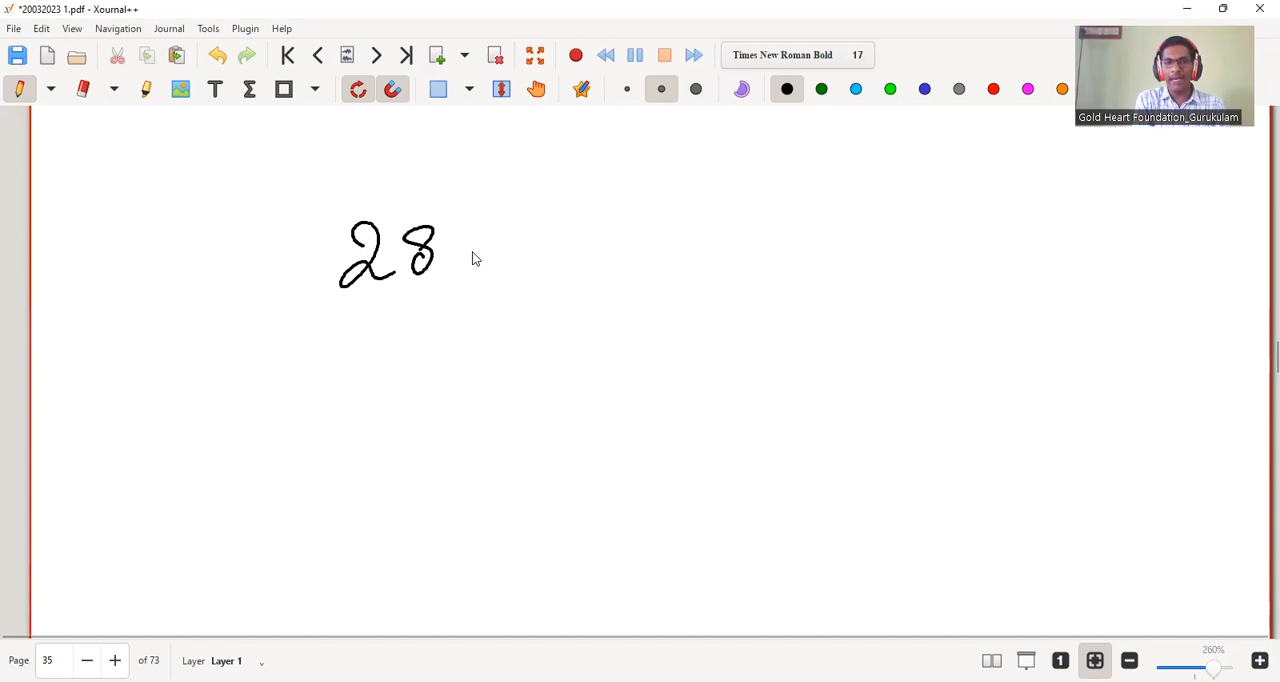 *20032023 1.pdf - Xournal++
File Edit View Navigation Journal Tools Plugin Help
Times New Roman Bold 17
Gold Heart Foundation_Gurukulam
28
Page 35 of 73 Layer Layer 1 260%